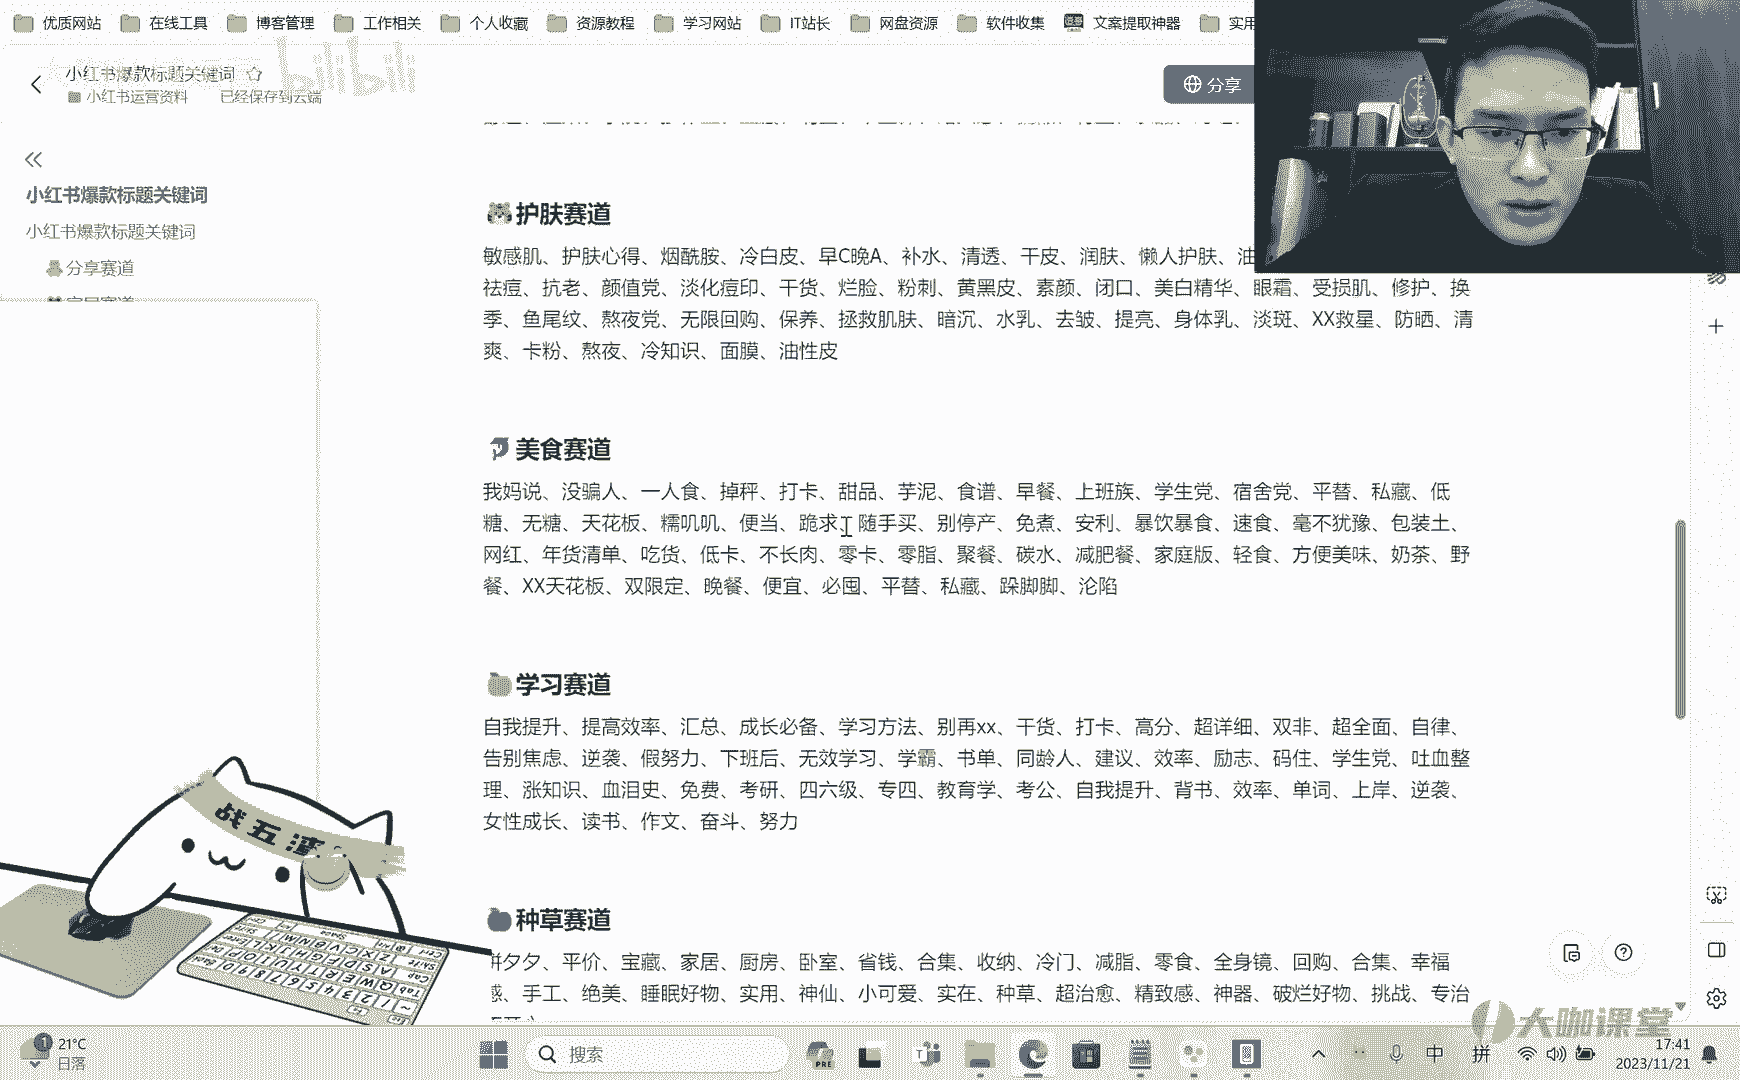 优质网站 在线工具 博客管理 工作相关 个人收藏 资源教程 学习网站 IT站长 网盘资源 软件收集 文案提取神器 实用
小红书爆款标题关键词
bilibili
小红书运营资料 已经保存到云端
分享
小红书爆款标题关键词
小红书爆款标题关键词
分享赛道
护肤赛道
敏感肌、护肤心得、烟酰胺、冷白皮、早C晚A、补水、清透、干皮、润肤、懒人护肤、油
祛痘、抗老、颜值党、淡化痘印、干货、烂脸、粉刺、黄黑皮、素颜、闭口、美白精华、眼霜、受损肌、修护、换
季、鱼尾纹、熬夜党、无限回购、保养、拯救肌肤、暗沉、水乳、去皱、提亮、身体乳、淡斑、XX救星、防晒、清
爽、卡粉、熬夜、冷知识、面膜、油性皮
美食赛道
我妈说、没骗人、一人食、掉秤、打卡、甜品、芋泥、食谱、早餐、上班族、学生党、宿舍党、平替、私藏、低
糖、无糖、天花板、糯叽叽、便当、跪求、随手买、别停产、免煮、安利、暴饮暴食、速食、毫不犹豫、包装土、
网红、年货清单、吃货、低卡、不长肉、零卡、零脂、聚餐、碳水、减肥餐、家庭版、轻食、方便美味、奶茶、野
餐、XX天花板、双限定、晚餐、便宜、必囤、平替、私藏、跺脚脚、沦陷
学习赛道
自我提升、提高效率、汇总、成长必备、学习方法、别再xx、干货、打卡、高分、超详细、双非、超全面、自律、
告别焦虑、逆袭、假努力、下班后、无效学习、学霸、书单、同龄人、建议、效率、励志、码住、学生党、吐血整
理、涨知识、血泪史、免费、考研、四六级、专四、教育学、考公、自我提升、背书、效率、单词、上岸、逆袭、
女性成长、读书、作文、奋斗、努力
种草赛道
拼夕夕、平价、宝藏、家居、厨房、卧室、省钱、合集、收纳、冷门、减脂、零食、全身镜、回购、合集、幸福
感、手工、绝美、睡眠好物、实用、神仙、小可爱、实在、种草、超治愈、精致感、神器、破烂好物、挑战、专治
战五渣
大咖课堂
1
21°C
日落
搜索
PRE
中 拼
17:41
2023/11/21